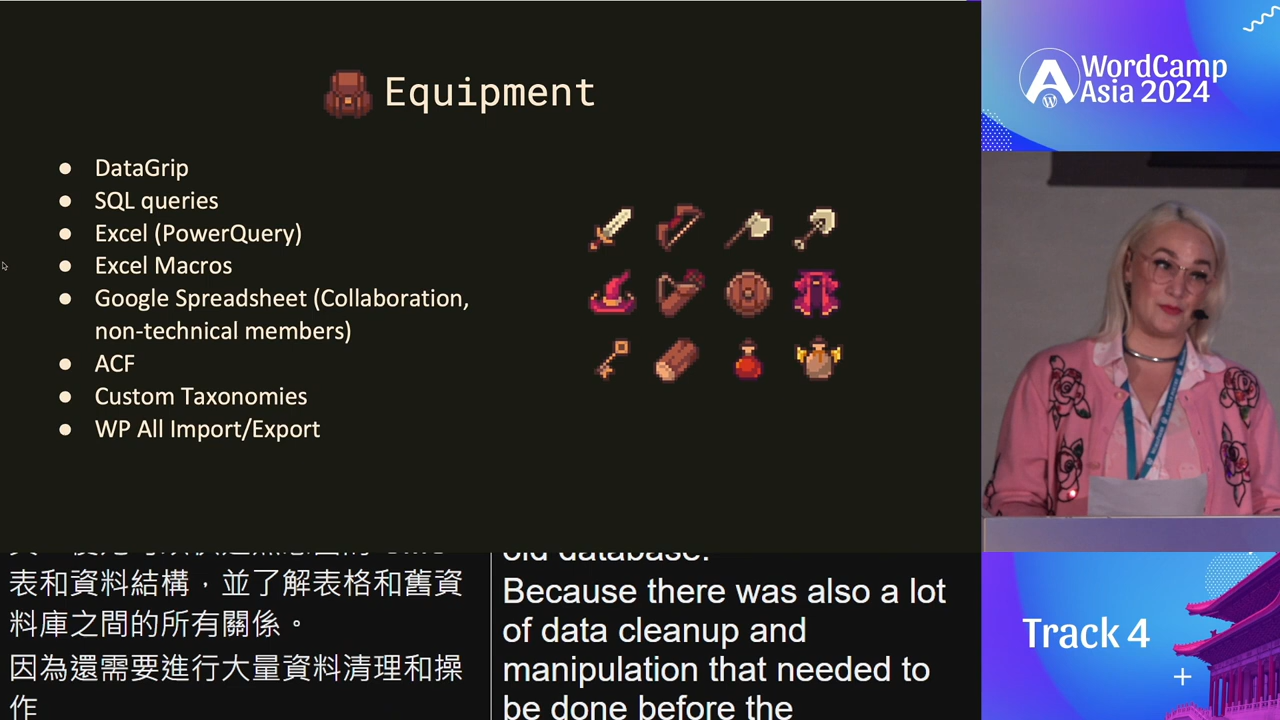 Equipment
● DataGrip
● SQL queries
● Excel (PowerQuery)
● Excel Macros
● Google Spreadsheet (Collaboration,
non-technical members)
● ACF
● Custom Taxonomies
● WP All Import/Export
WordCamp
Asia 2024
表和資料結構，並了解表格和舊資
料庫之間的所有關係。
因為還需要進行大量資料清理和操
作
old database.
Because there was also a lot
of data cleanup and
manipulation that needed to
be done before the
Track 4